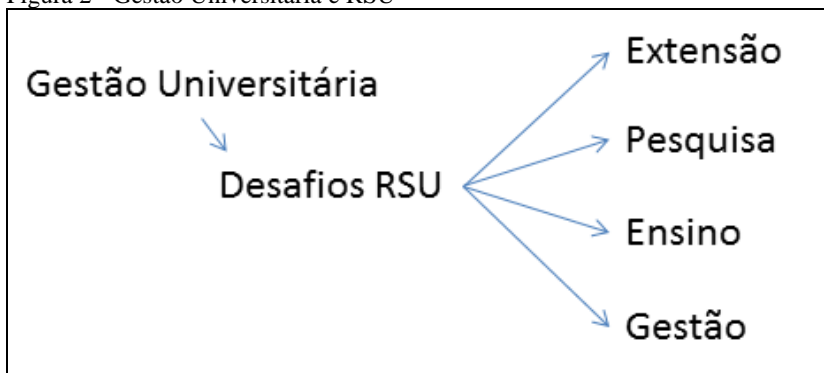 Figura 2 - Gestão Universitária e RSU
Gestão Universitária
Desafios RSU
Extensão
Pesquisa
Ensino
Gestão